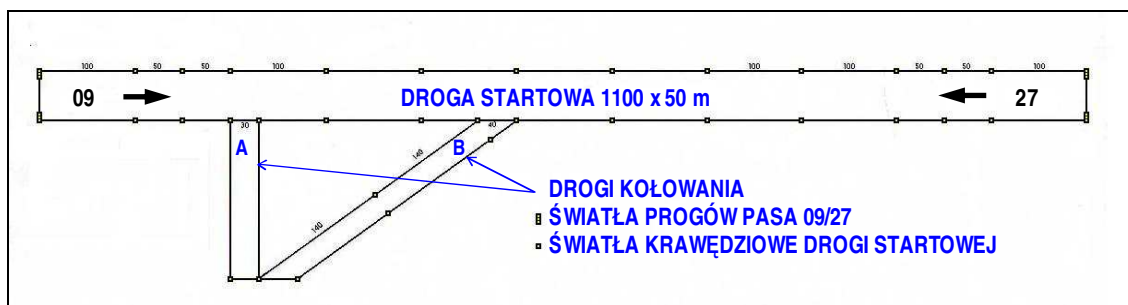 100 50 50 100 100 100 50 50 100
09 DROGA STARTOWA 1100 x 50 m 27
30 40
A B
140
140
DROGI KOŁOWANIA
ŚWIATŁA PROGÓW PASA 09/27
ŚWIATŁA KRAWĘDZIOWE DROGI STARTOWEJ